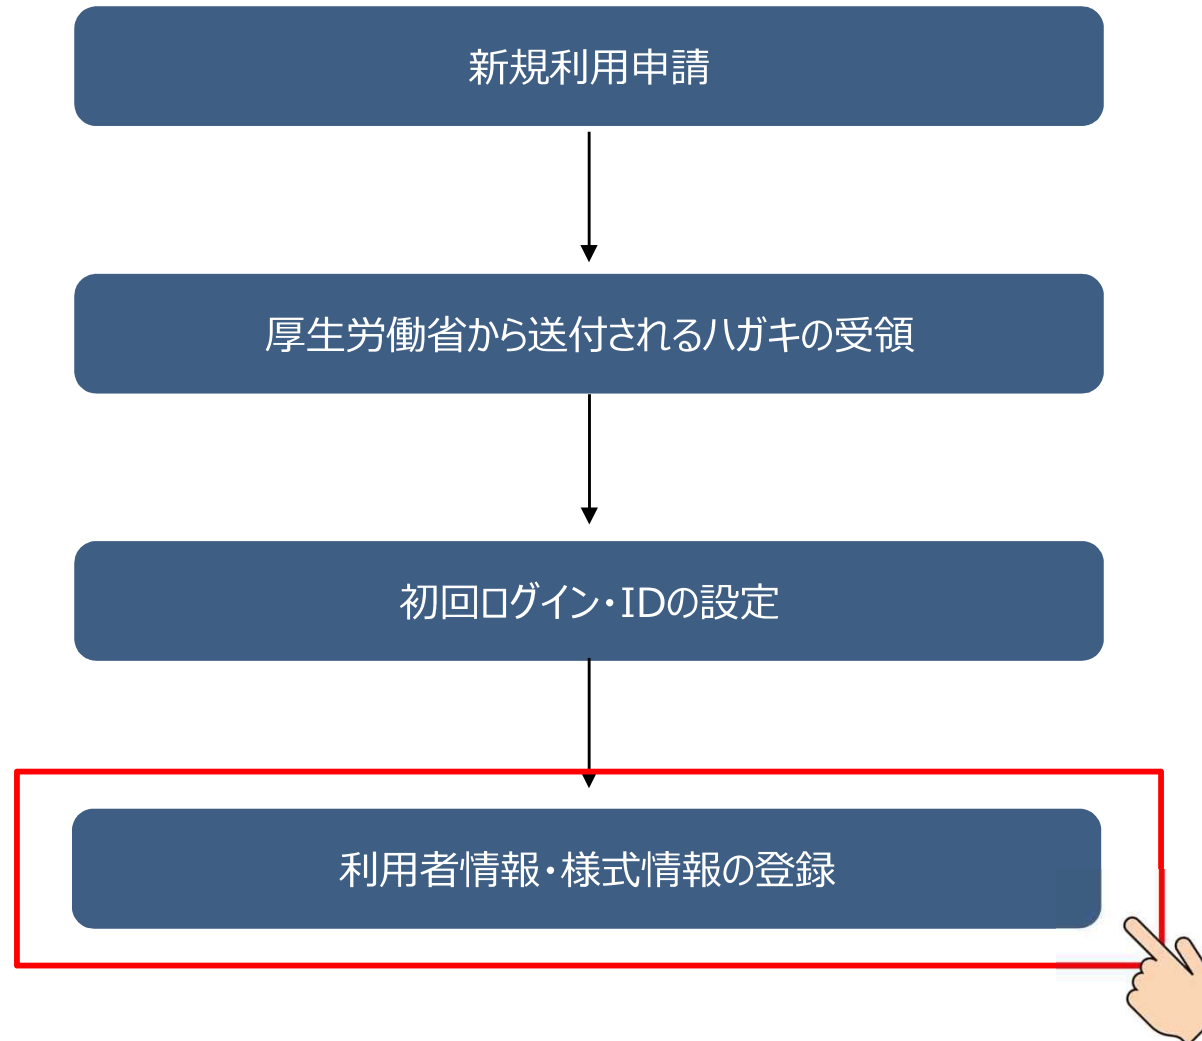 新規利用申請
厚生労働省から送付されるハガキの受領
初回ログイン・IDの設定
利用者情報・様式情報の登録